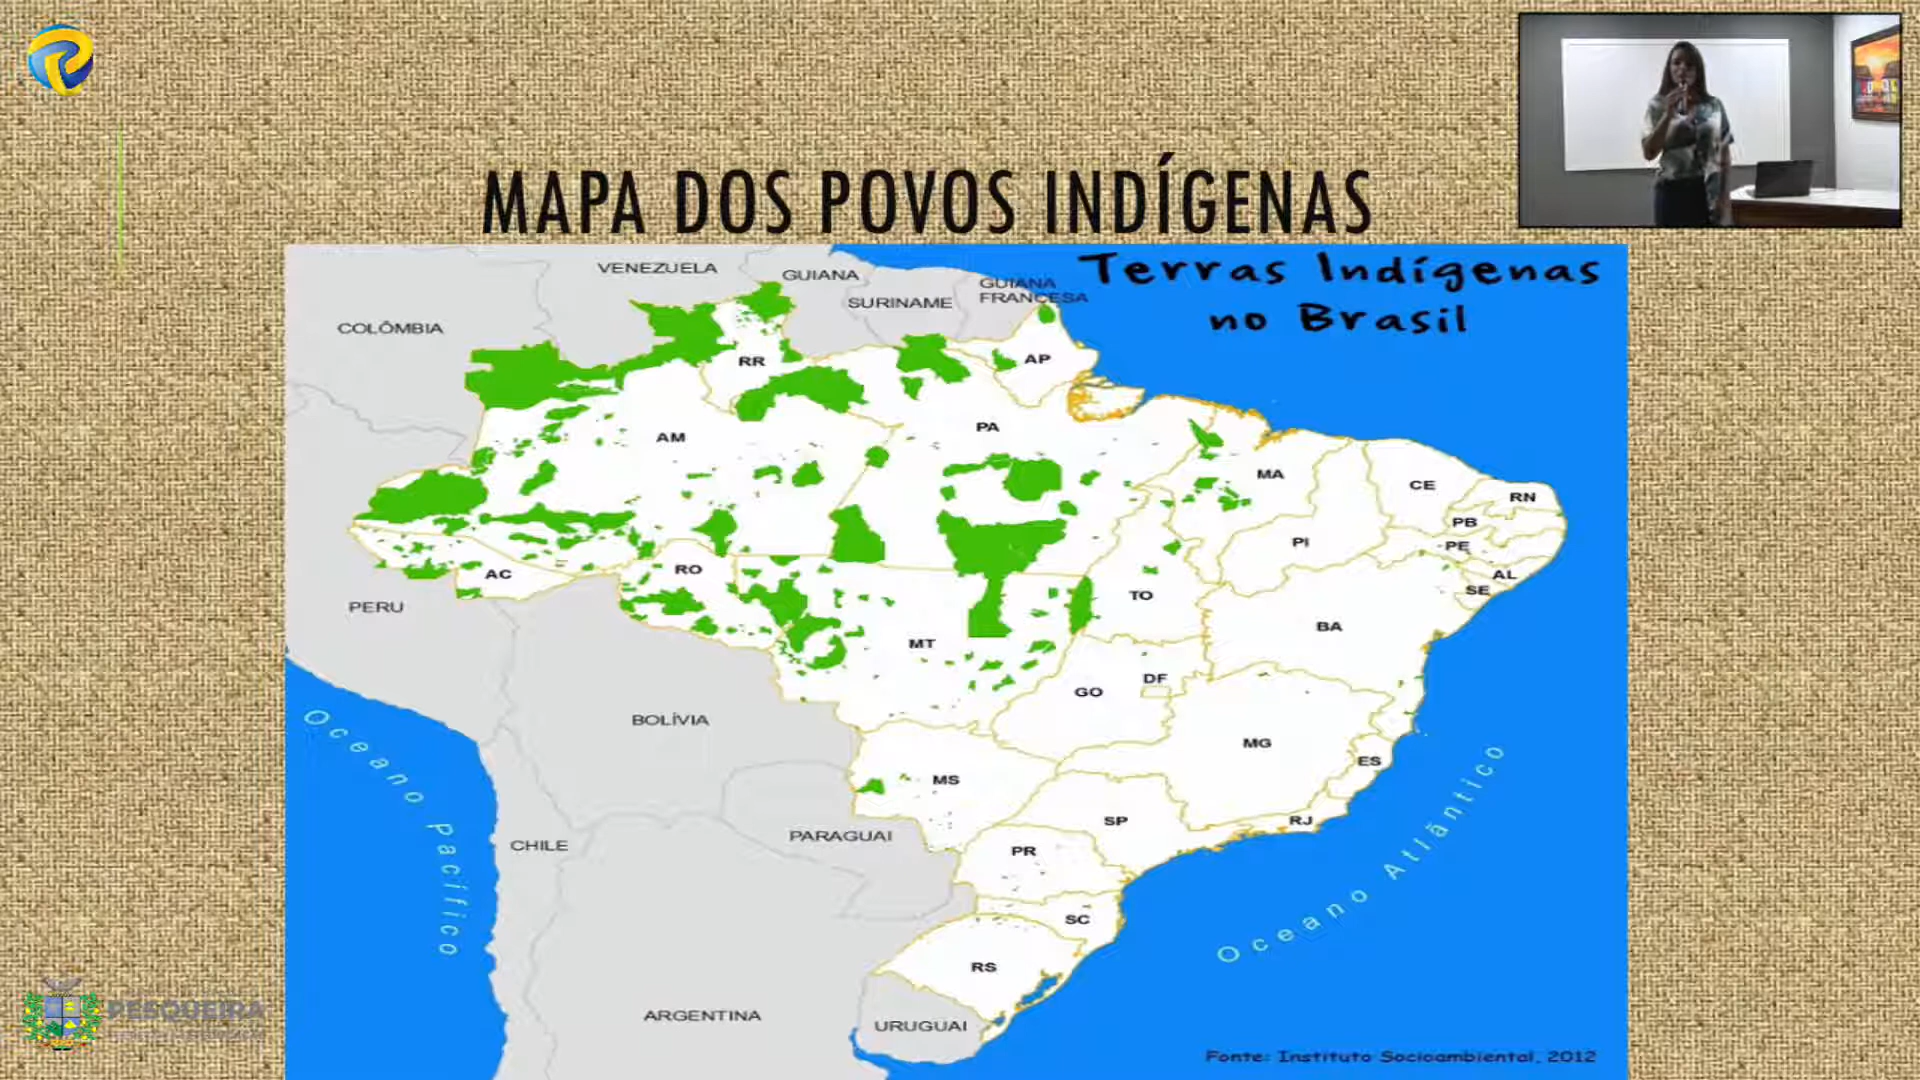 MAPA DOS POVOS INDÍGENAS
Terras Indígenas
no Brasil
VENEZUELA
GUIANA
SURINAME
GUIANA
FRANCESA
COLÔMBIA
RR
AP
AM
PA
MA
CE
RN
PB
PI
PE
AL
SE
AC
RO
TO
PERU
MT
BA
DF
GO
BOLÍVIA
MG
ES
MS
SP
RJ
PARAGUAI
CHILE
PR
SC
RS
ARGENTINA
URUGUAI
Oceano Pacífico
Oceano Atlântico
Fonte: Instituto Socioambiental, 2012
PESQUEIRA